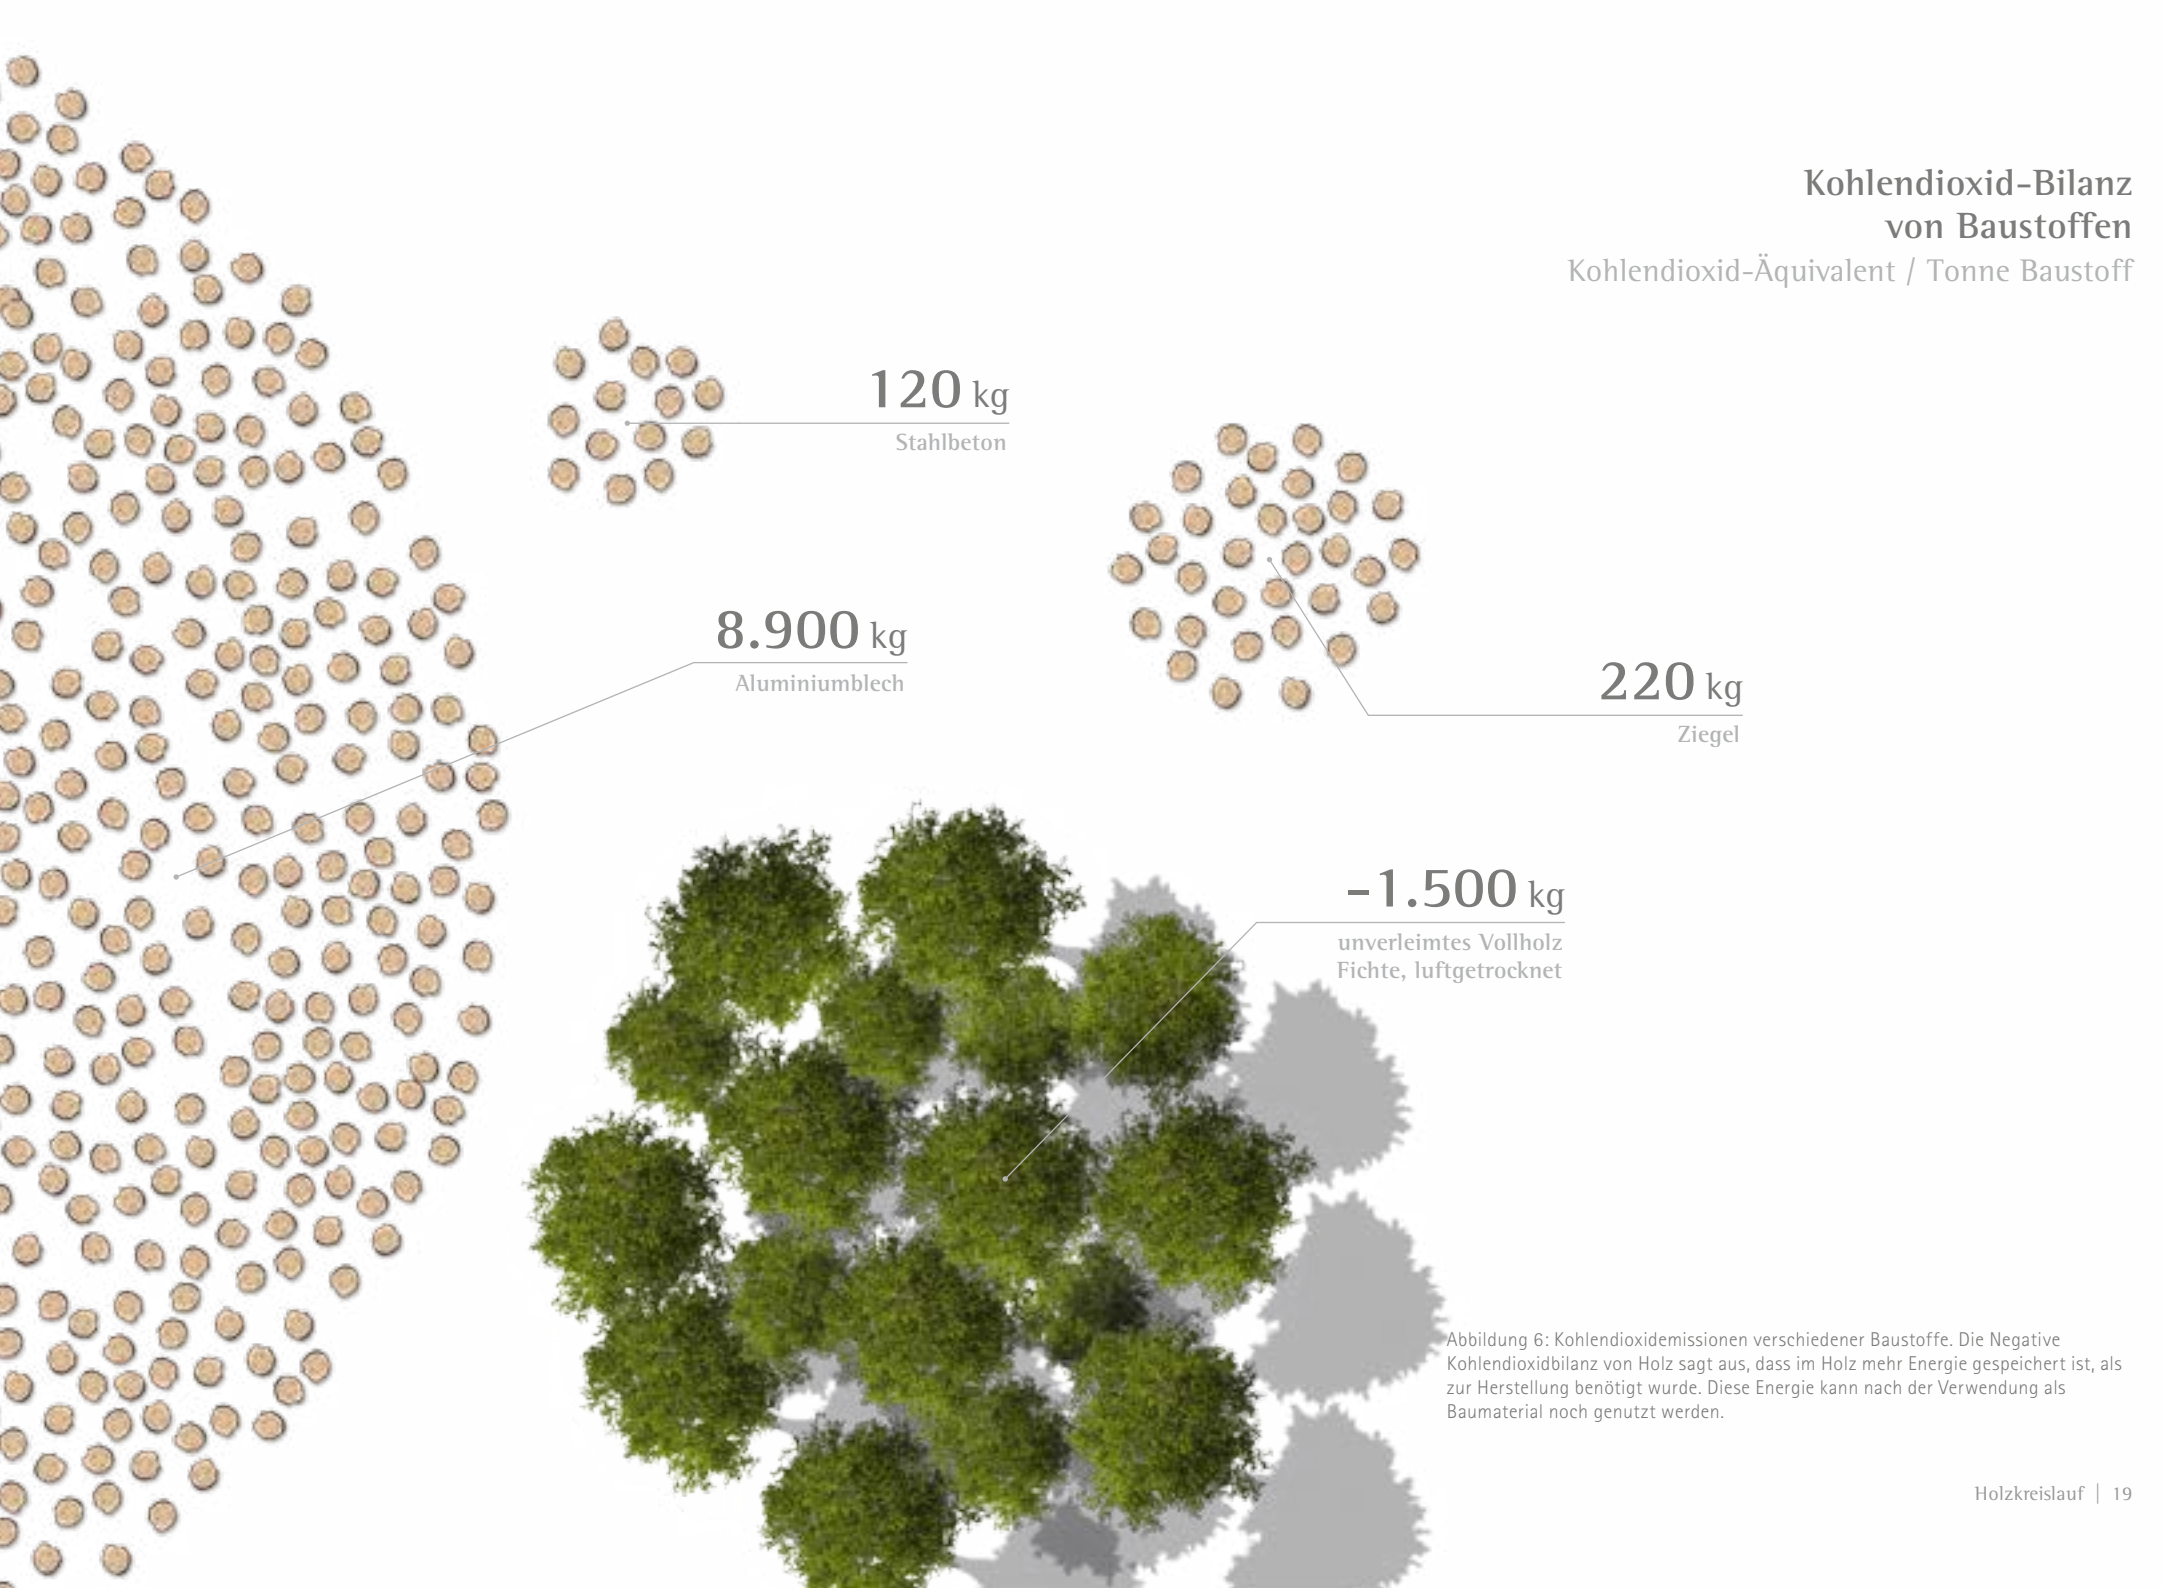 Kohlendioxid-Bilanz
von Baustoffen
Kohlendioxid-Äquivalent / Tonne Baustoff
120 kg
Stahlbeton
8.900 kg
Aluminiumblech
220 kg
Ziegel
-1.500 kg
unverleimtes Vollholz
Fichte, luftgetrocknet
Abbildung 6: Kohlendioxidemissionen verschiedener Baustoffe. Die Negative
Kohlendioxidbilanz von Holz sagt aus, dass im Holz mehr Energie gespeichert ist, als
zur Herstellung benötigt wurde. Diese Energie kann nach der Verwendung als
Baumaterial noch genutzt werden.
Holzkreislauf | 19